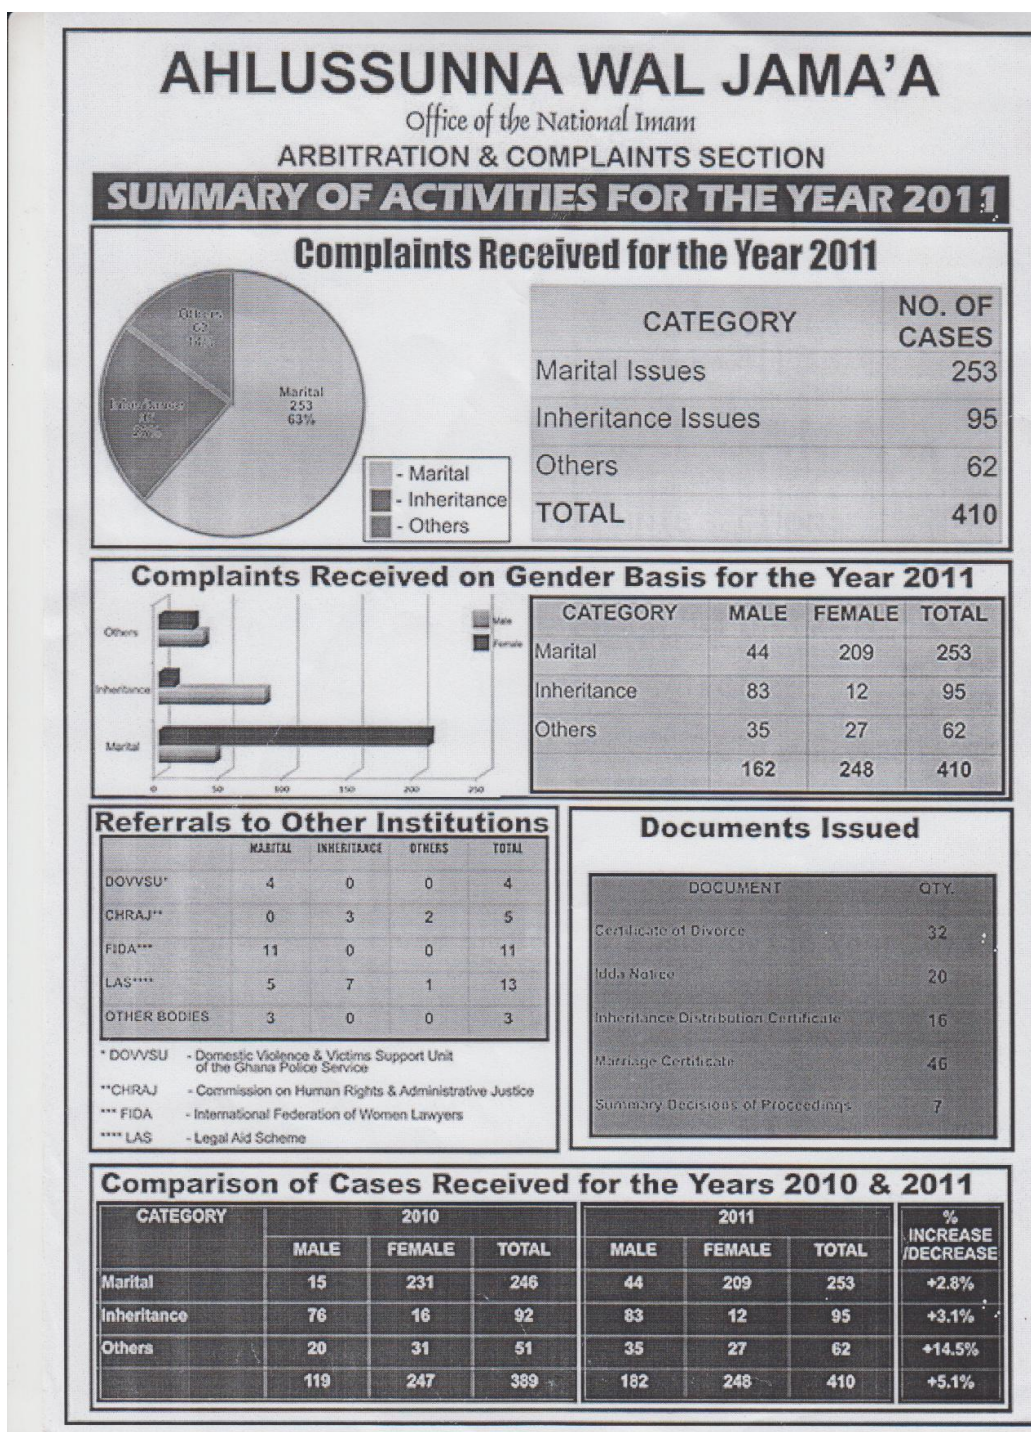 AHLUSSUNNA WAL JAMA'A
Office of the National Imam
ARBITRATION & COMPLAINTS SECTION
SUMMARY OF ACTIVITIES FOR THE YEAR 2011
Complaints Received for the Year 2011
Others
62
Marital
253
63%
Inheritance
- Marital
- Inheritance
- Others
CATEGORY NO. OF CASES
Marital Issues 253
Inheritance Issues 95
Others 62
TOTAL 410
Complaints Received on Gender Basis for the Year 2011
Others
Inheritance
Marital
0 50 100 150 200 250
Male
Female
CATEGORY MALE FEMALE TOTAL
Marital 44 209 253
Inheritance 83 12 95
Others 35 27 62
162 248 410
Referrals to Other Institutions
MARITAL INHERITANCE OTHERS TOTAL
DOVVSU* 4 0 0 4
CHRAJ** 0 3 2 5
FIDA*** 11 0 0 11
LAS**** 5 7 1 13
OTHER BODIES 3 0 0 3
* DOVVSU - Domestic Violence & Victims Support Unit
of the Ghana Police Service
**CHRAJ - Commission on Human Rights & Administrative Justice
*** FIDA - International Federation of Women Lawyers
**** LAS - Legal Aid Scheme
Documents Issued
DOCUMENT QTY.
Certificate of Divorce 32
Idda Notice 20
Inheritance Distribution Certificate 16
Marriage Certificate 46
Summary Decisions of Proceedings 7
Comparison of Cases Received for the Years 2010 & 2011
CATEGORY 2010 2011 % INCREASE /DECREASE
MALE FEMALE TOTAL MALE FEMALE TOTAL
Marital 15 231 246 44 209 253 +2.8%
Inheritance 76 16 92 83 12 95 +3.1%
Others 20 31 51 35 27 62 +14.5%
119 247 389 182 248 410 +5.1%